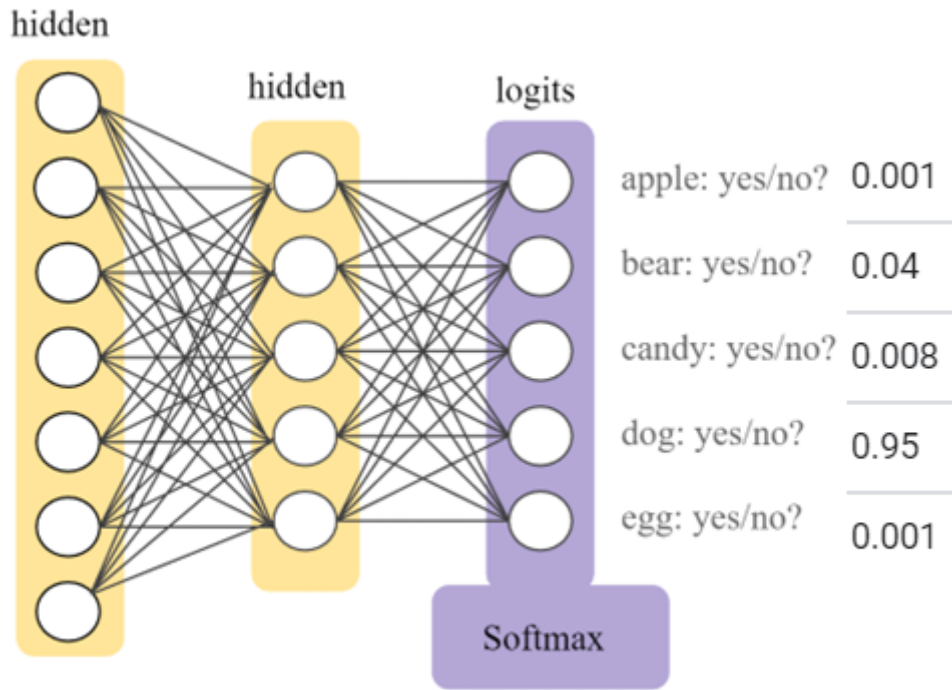 hidden
hidden
logits
apple: yes/no? 0.001
bear: yes/no? 0.04
candy: yes/no? 0.008
dog: yes/no? 0.95
egg: yes/no? 0.001
Softmax